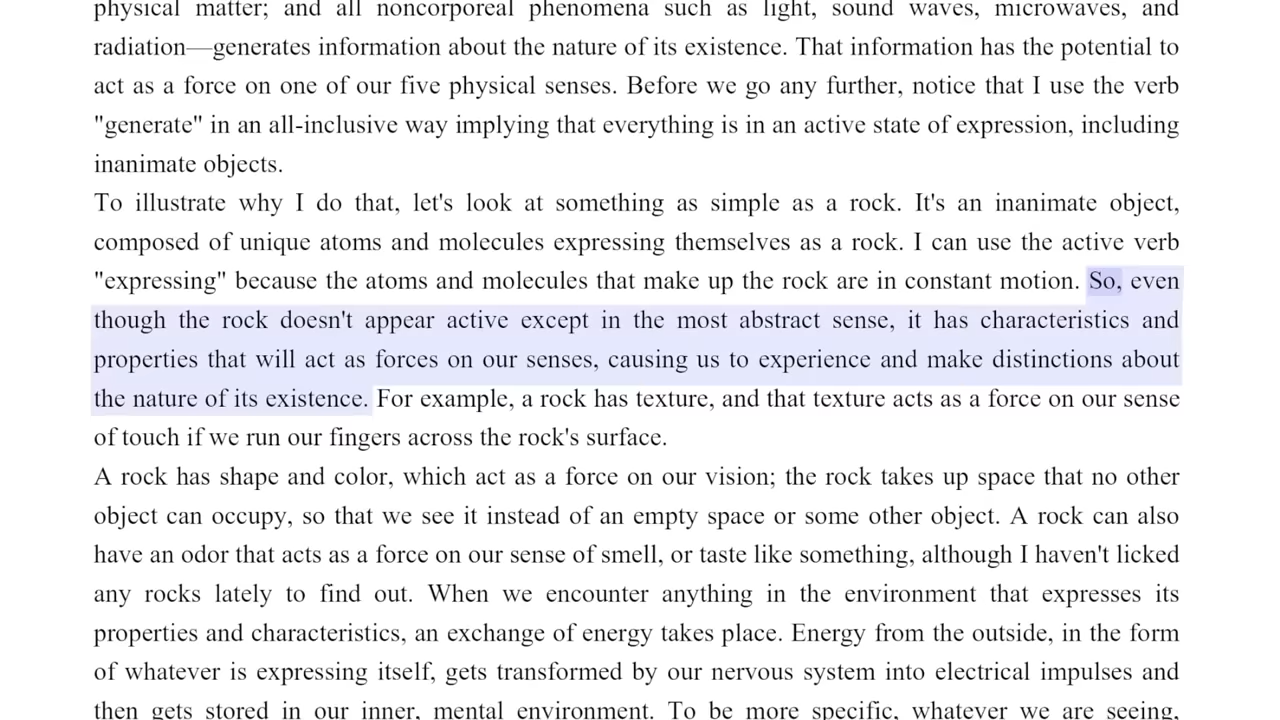 physical matter; and all noncorporeal phenomena such as light, sound waves, microwaves, and
radiation—generates information about the nature of its existence. That information has the potential to
act as a force on one of our five physical senses. Before we go any further, notice that I use the verb
"generate" in an all-inclusive way implying that everything is in an active state of expression, including
inanimate objects.
To illustrate why I do that, let's look at something as simple as a rock. It's an inanimate object,
composed of unique atoms and molecules expressing themselves as a rock. I can use the active verb
"expressing" because the atoms and molecules that make up the rock are in constant motion. So, even
though the rock doesn't appear active except in the most abstract sense, it has characteristics and
properties that will act as forces on our senses, causing us to experience and make distinctions about
the nature of its existence. For example, a rock has texture, and that texture acts as a force on our sense
of touch if we run our fingers across the rock's surface.
A rock has shape and color, which act as a force on our vision; the rock takes up space that no other
object can occupy, so that we see it instead of an empty space or some other object. A rock can also
have an odor that acts as a force on our sense of smell, or taste like something, although I haven't licked
any rocks lately to find out. When we encounter anything in the environment that expresses its
properties and characteristics, an exchange of energy takes place. Energy from the outside, in the form
of whatever is expressing itself, gets transformed by our nervous system into electrical impulses and
then gets stored in our inner, mental environment. To be more specific, whatever we are seeing,